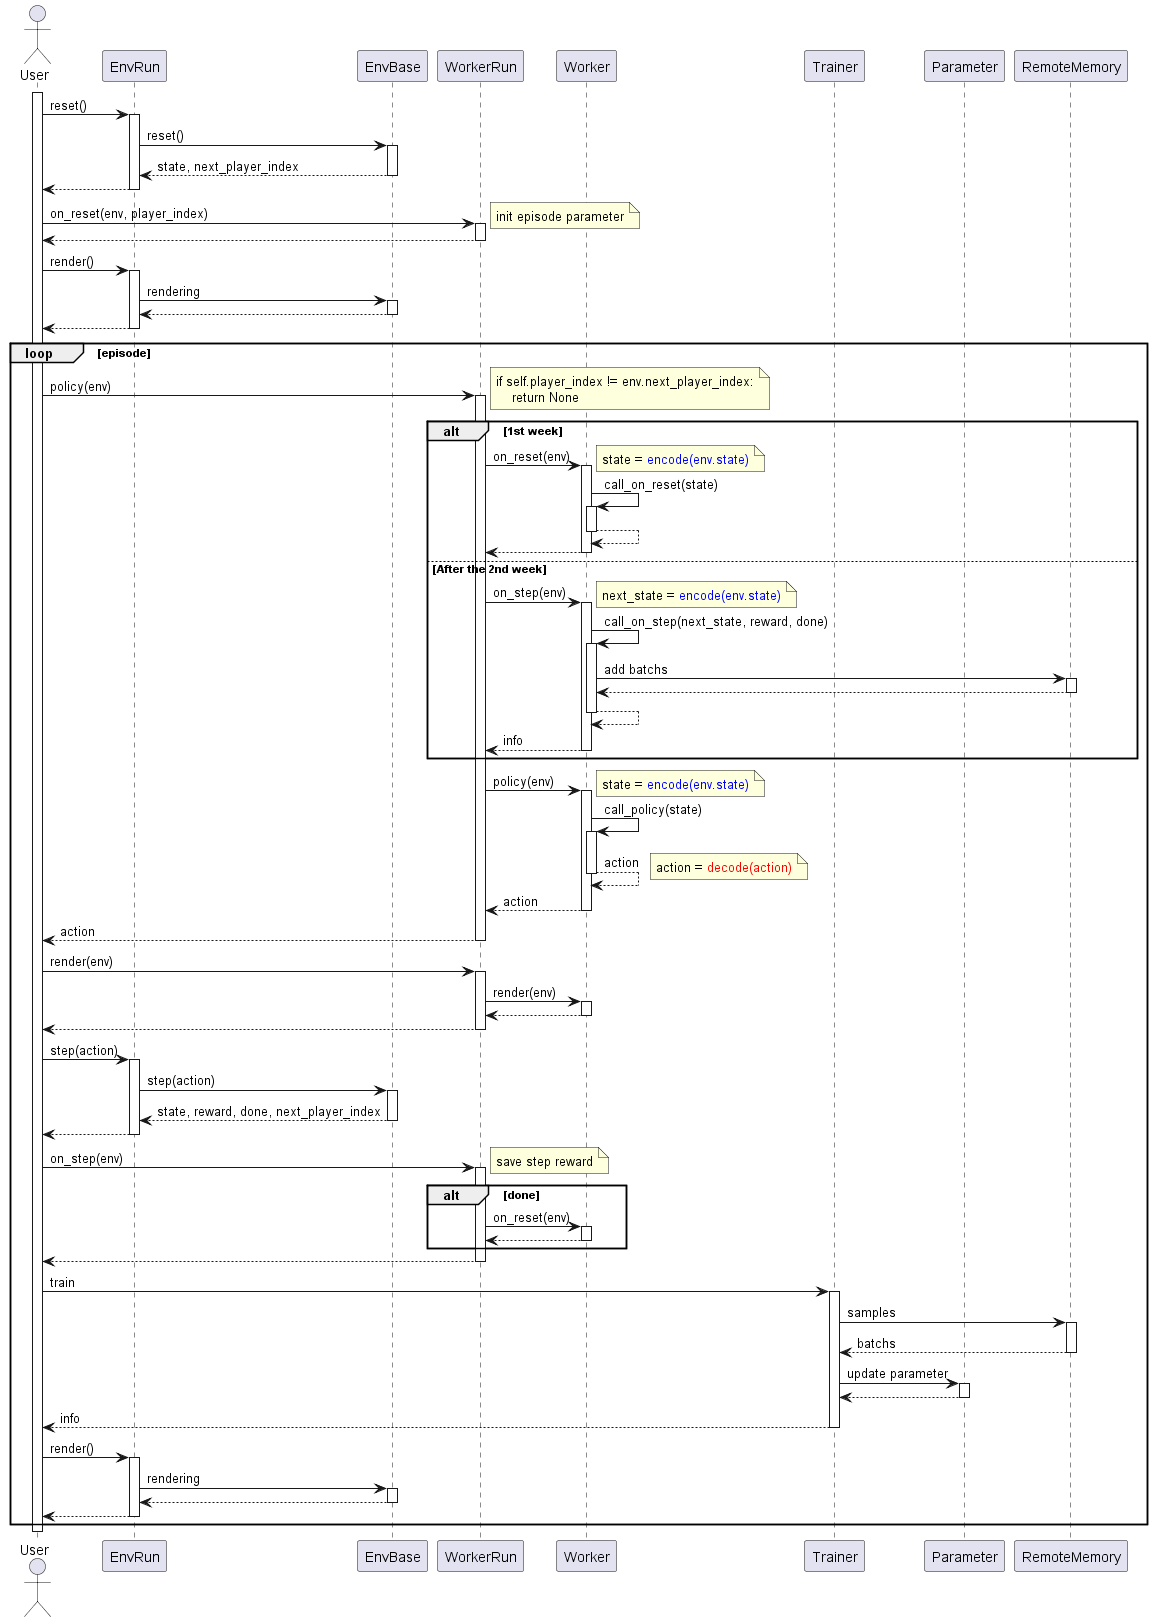 User
EnvRun
EnvBase
WorkerRun
Worker
Trainer
Parameter
RemoteMemory
reset()
reset()
state, next_player_index
on_reset(env, player_index)
init episode parameter
render()
rendering
loop
[episode]
policy(env)
if self.player_index != env.next_player_index:
return None
alt
[1st week]
on_reset(env)
state = encode(env.state)
call_on_reset(state)
[After the 2nd week]
on_step(env)
next_state = encode(env.state)
call_on_step(next_state, reward, done)
add batchs
info
policy(env)
state = encode(env.state)
call_policy(state)
action
action = decode(action)
action
action
render(env)
render(env)
step(action)
step(action)
state, reward, done, next_player_index
on_step(env)
save step reward
alt
[done]
on_reset(env)
train
samples
batchs
update parameter
info
render()
rendering
User
EnvRun
EnvBase
WorkerRun
Worker
Trainer
Parameter
RemoteMemory